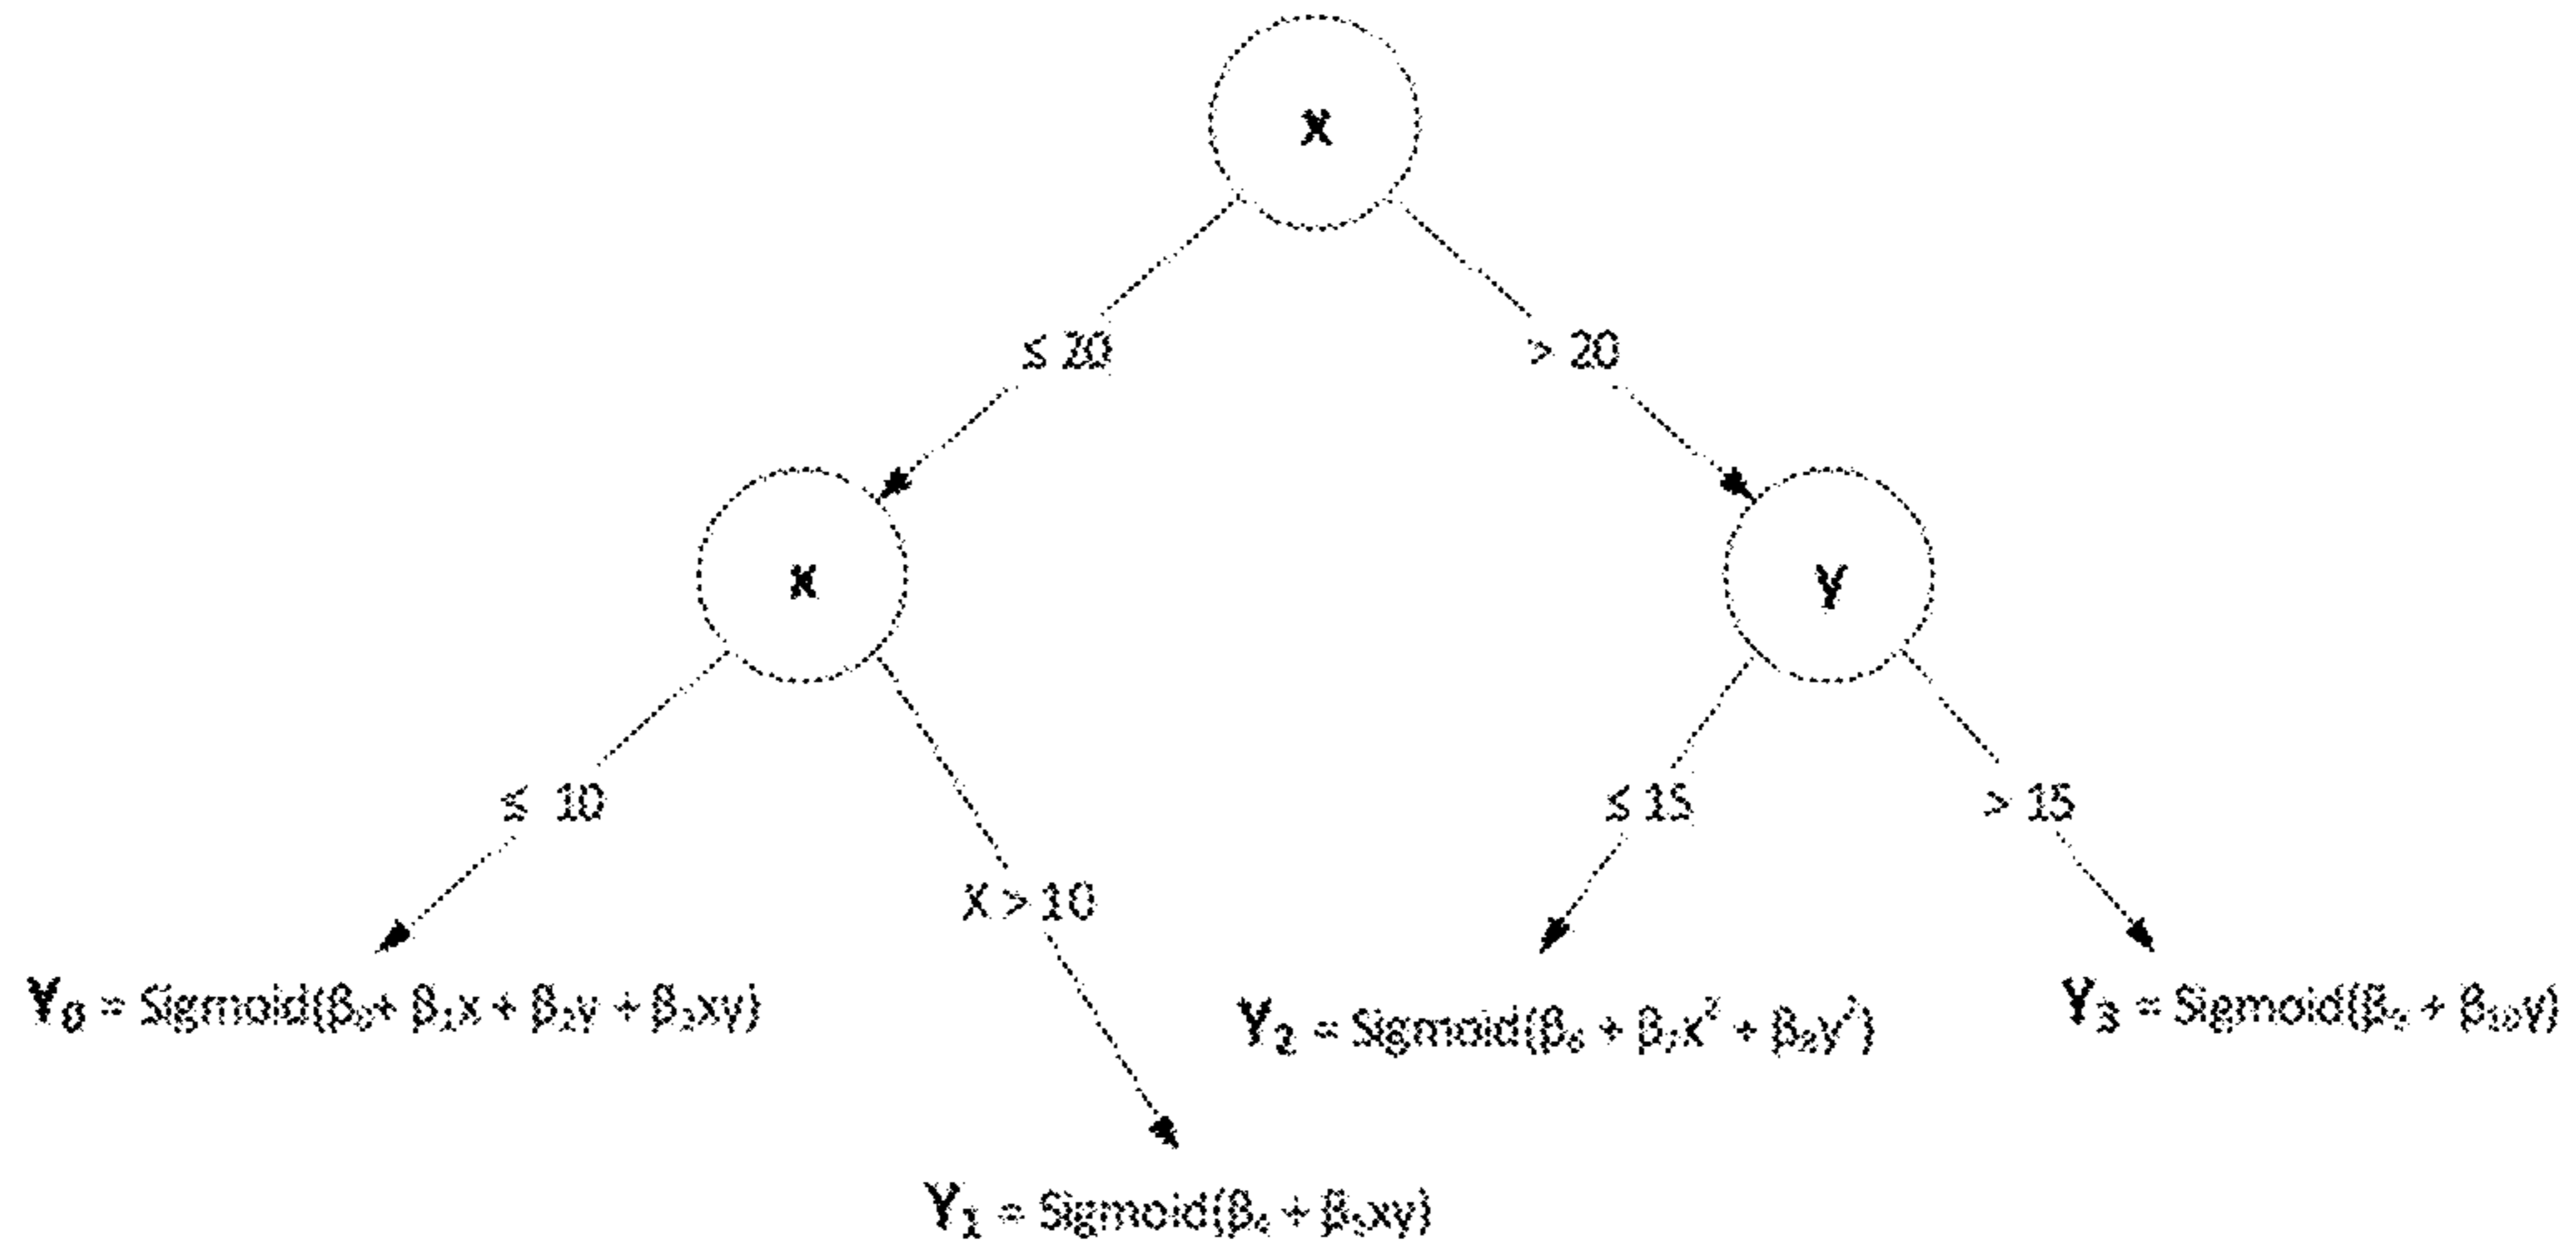 x
≤ 20
> 20
x
y
≤ 10
X > 10
≤ 15
> 15
Y₀ = Sigmoid(β₀+ β₁x + β₂y + β₃xy)
Y₂ = Sigmoid(β₆ + β₇x² + β₈y²)
Y₃ = Sigmoid(β₉ + β₁₀y)
Y₁ = Sigmoid(β₄ + β₅xy)